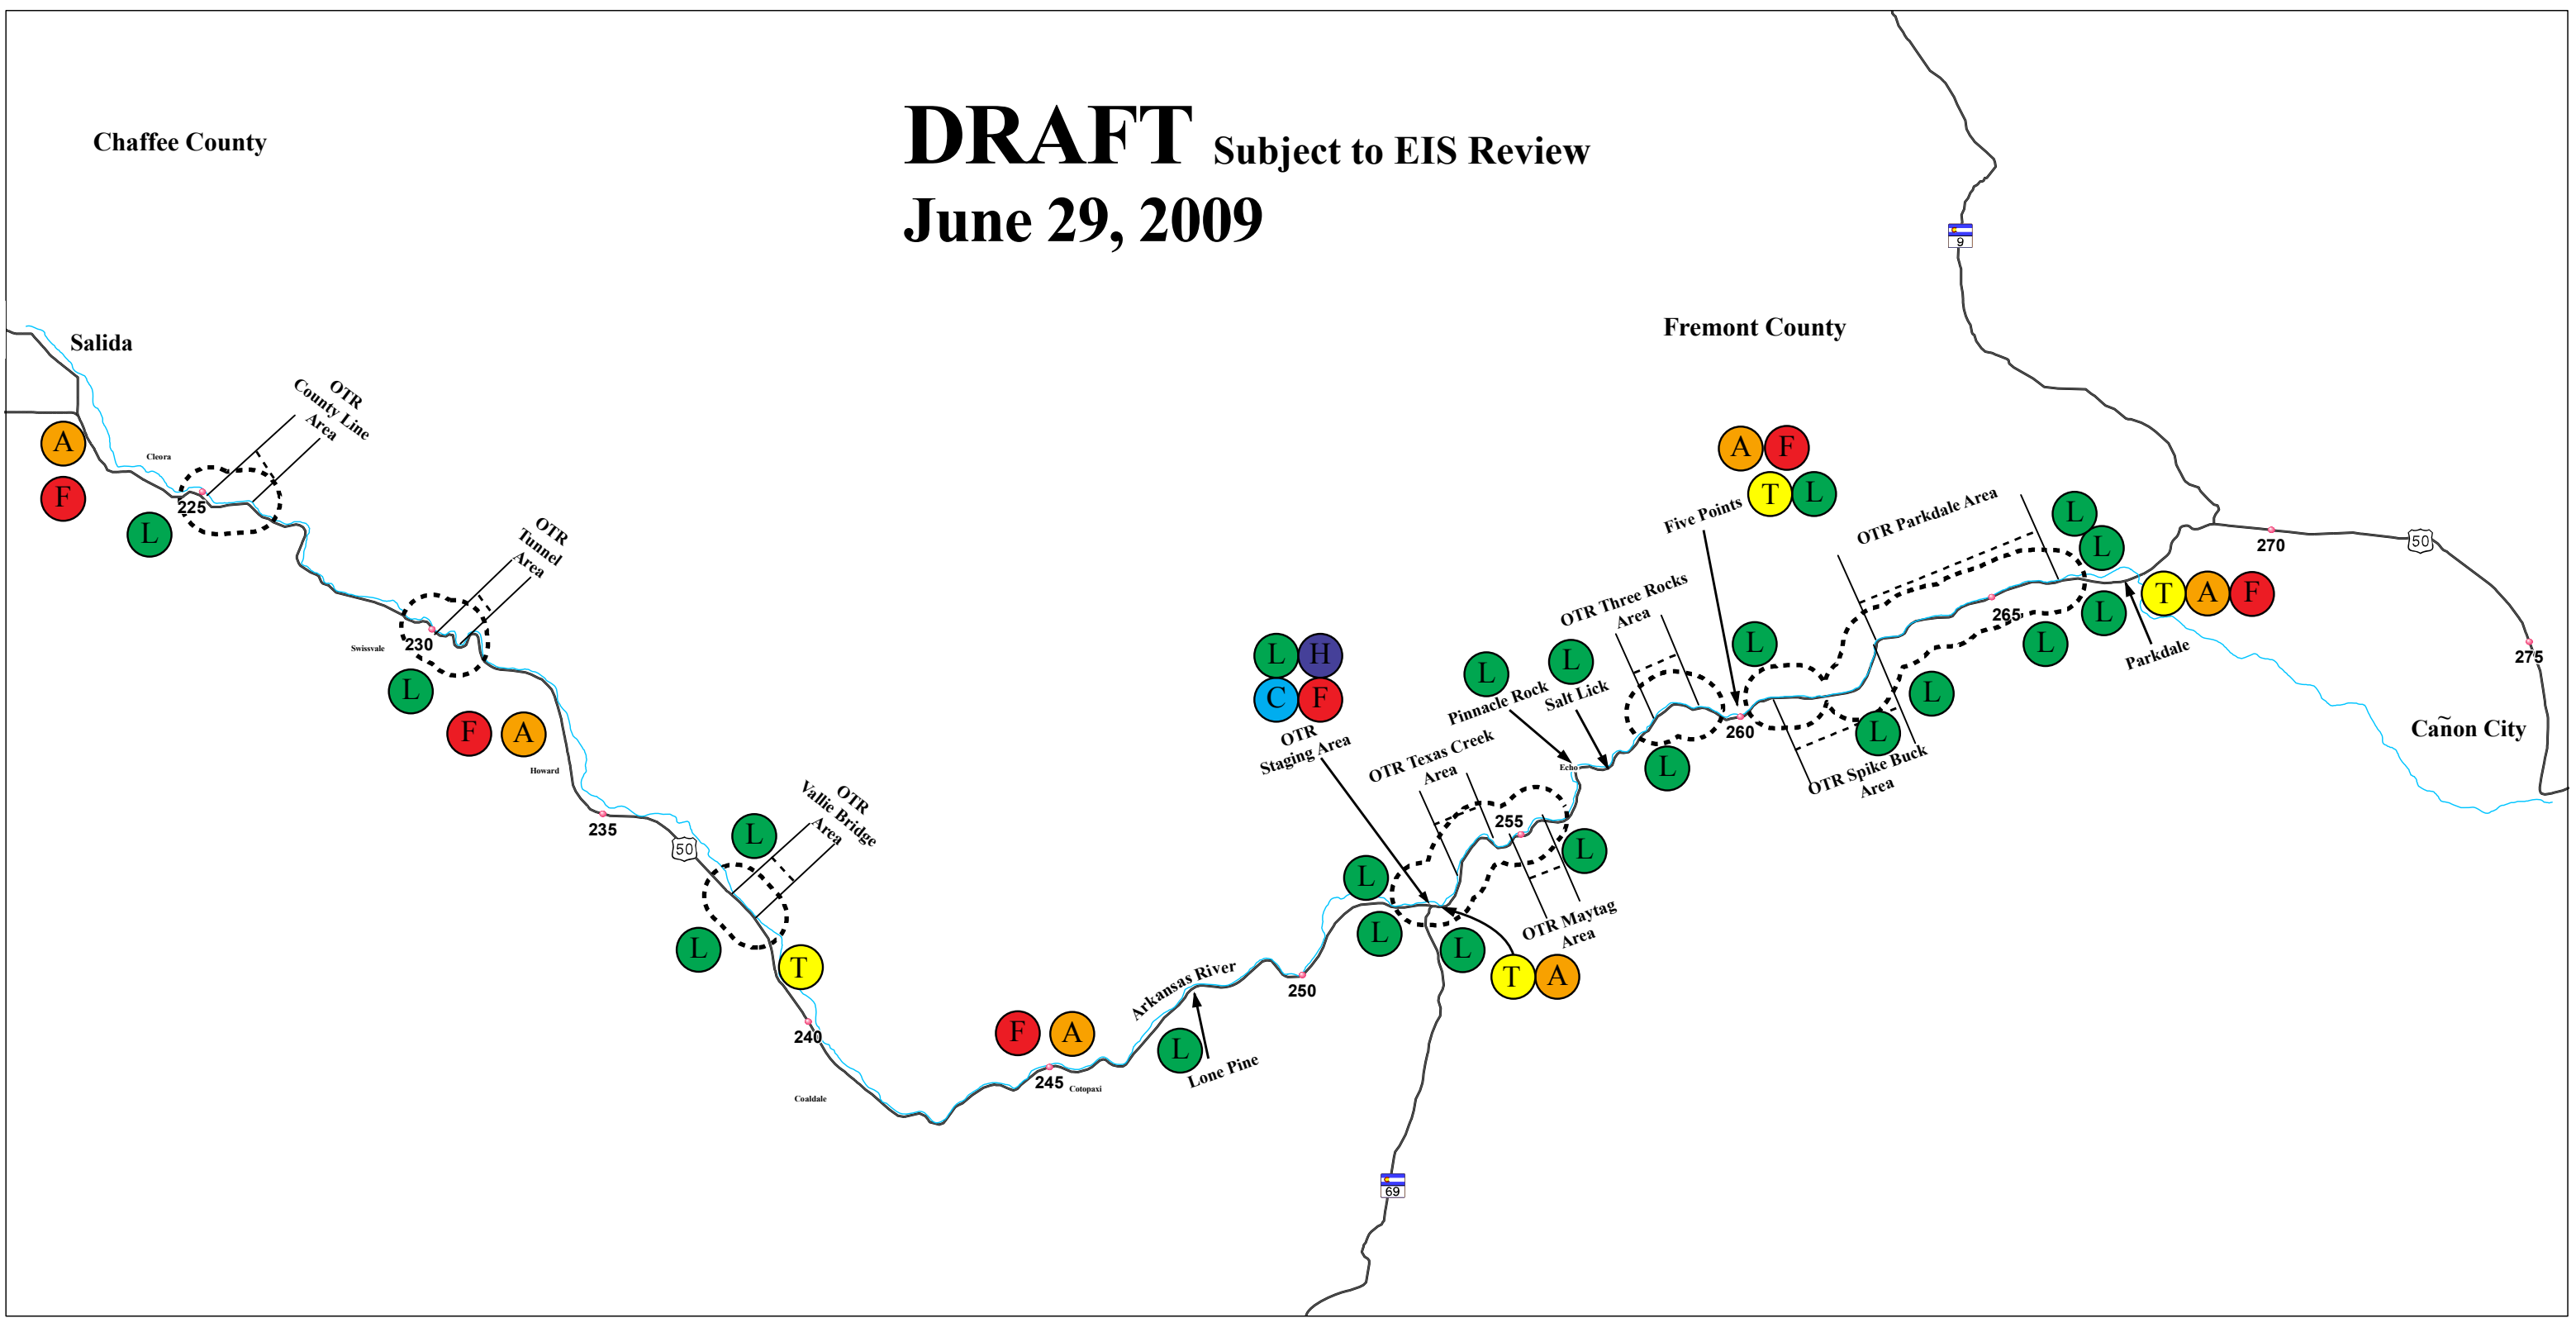 DRAFT Subject to EIS Review
June 29, 2009
Chaffee County
Fremont County
9
Salida
OTR
County Line
Area
A
F
Cleora
225
L
OTR
Tunnel
Area
230
Swissvale
L
F A
Howard
235
50
OTR
Vallie Bridge
Area
L
L
T
240
Coaldale
F A
245
Cotopaxi
Arkansas River
L
Lone Pine
250
L H
C F
OTR
Staging Area
L
L
L
T A
69
OTR Texas Creek
Area
255
L
OTR Maytag
Area
L
Pinnacle Rock
L
Salt Lick
Echo
OTR Three Rocks
Area
L
A F
T L
Five Points
260
L
OTR Parkdale Area
L
L
265
L
L
L
L
OTR Spike Buck
Area
T A F
Parkdale
270
50
275
Cañon City